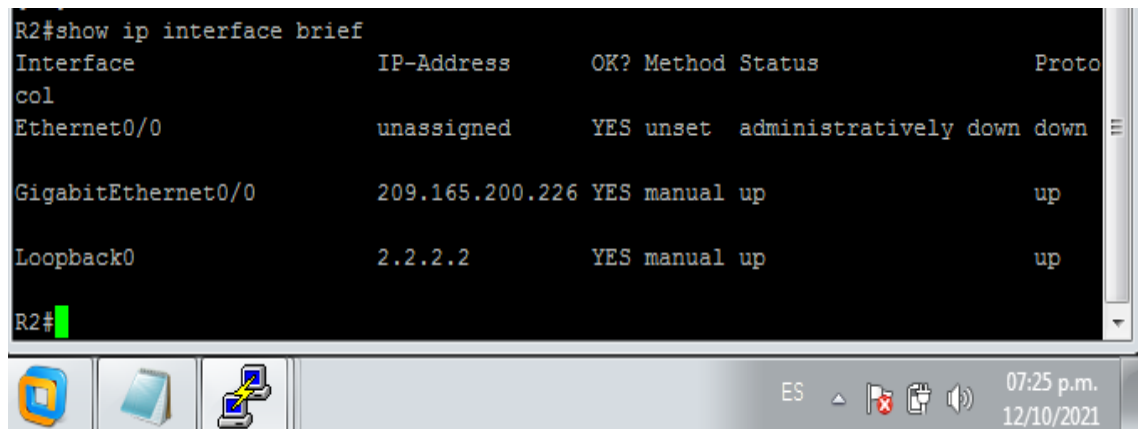 R2#show ip interface brief
Interface IP-Address OK? Method Status Proto
col
Ethernet0/0 unassigned YES unset administratively down down
GigabitEthernet0/0 209.165.200.226 YES manual up up
Loopback0 2.2.2.2 YES manual up up
R2#
ES 07:25 p.m.
12/10/2021